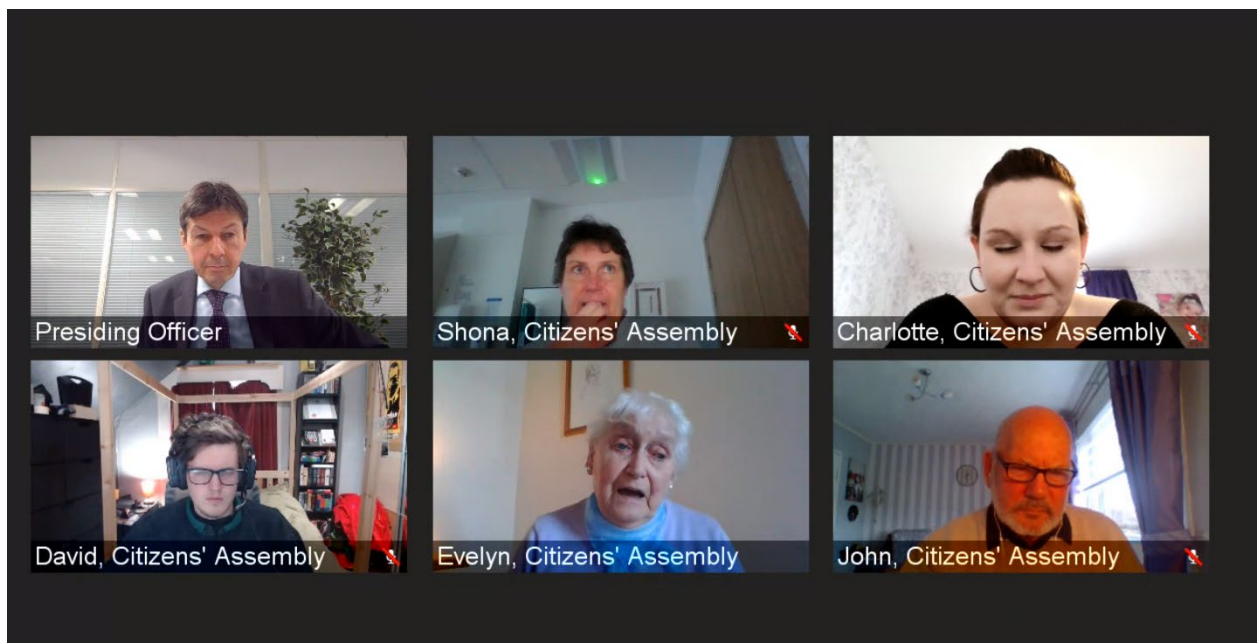 Presiding Officer
Shona, Citizens' Assembly
Charlotte, Citizens' Assembly
David, Citizens' Assembly
Evelyn, Citizens' Assembly
John, Citizens' Assembly